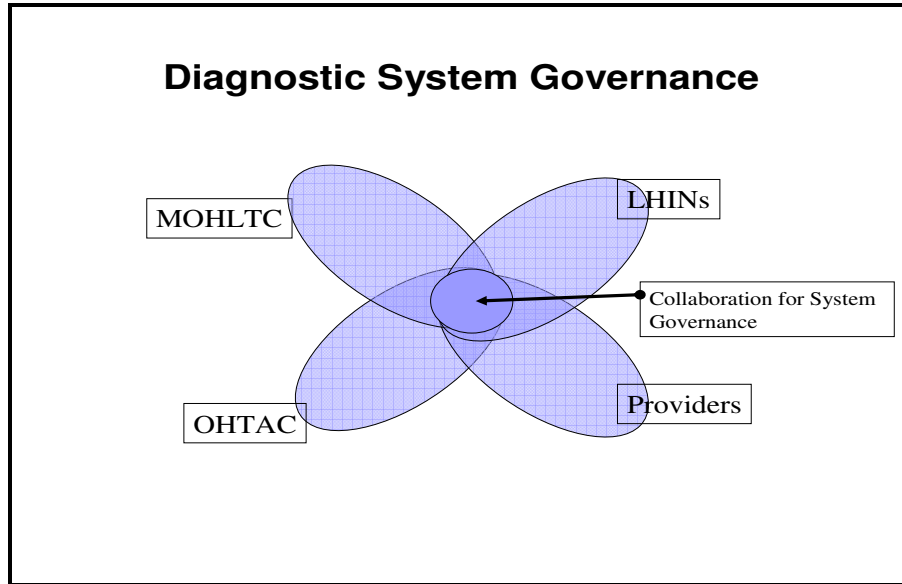 Diagnostic System Governance
MOHLTC
LHINs
Collaboration for System
Governance
OHTAC
Providers